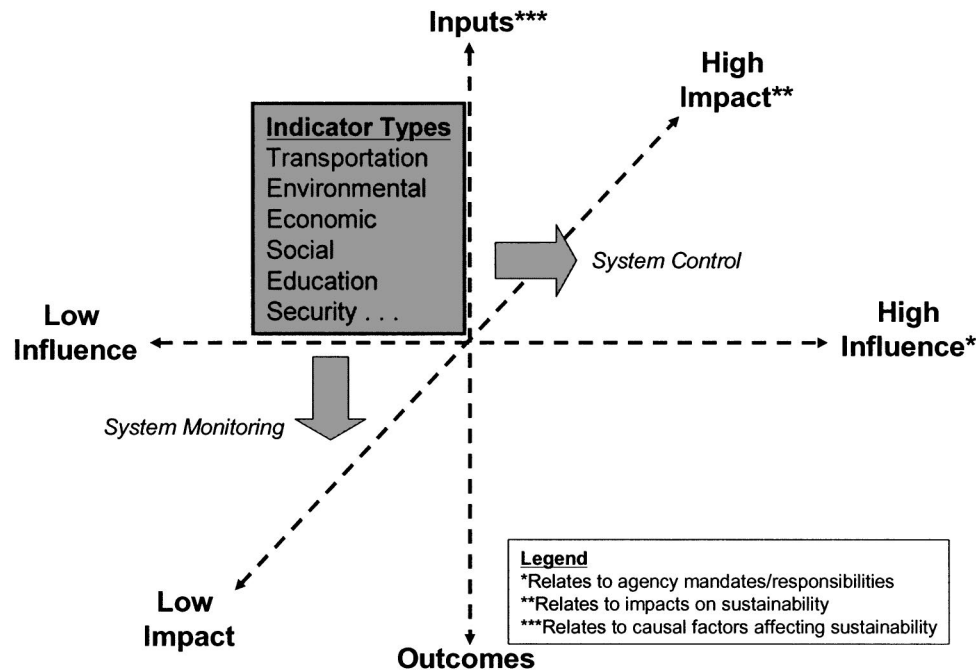 Inputs***
High
Impact**
Indicator Types
Transportation
Environmental
Economic
Social
Education
Security . . .
System Control
Low
Influence
High
Influence*
System Monitoring
Low
Impact
Outcomes
Legend
*Relates to agency mandates/responsibilities
**Relates to impacts on sustainability
***Relates to causal factors affecting sustainability